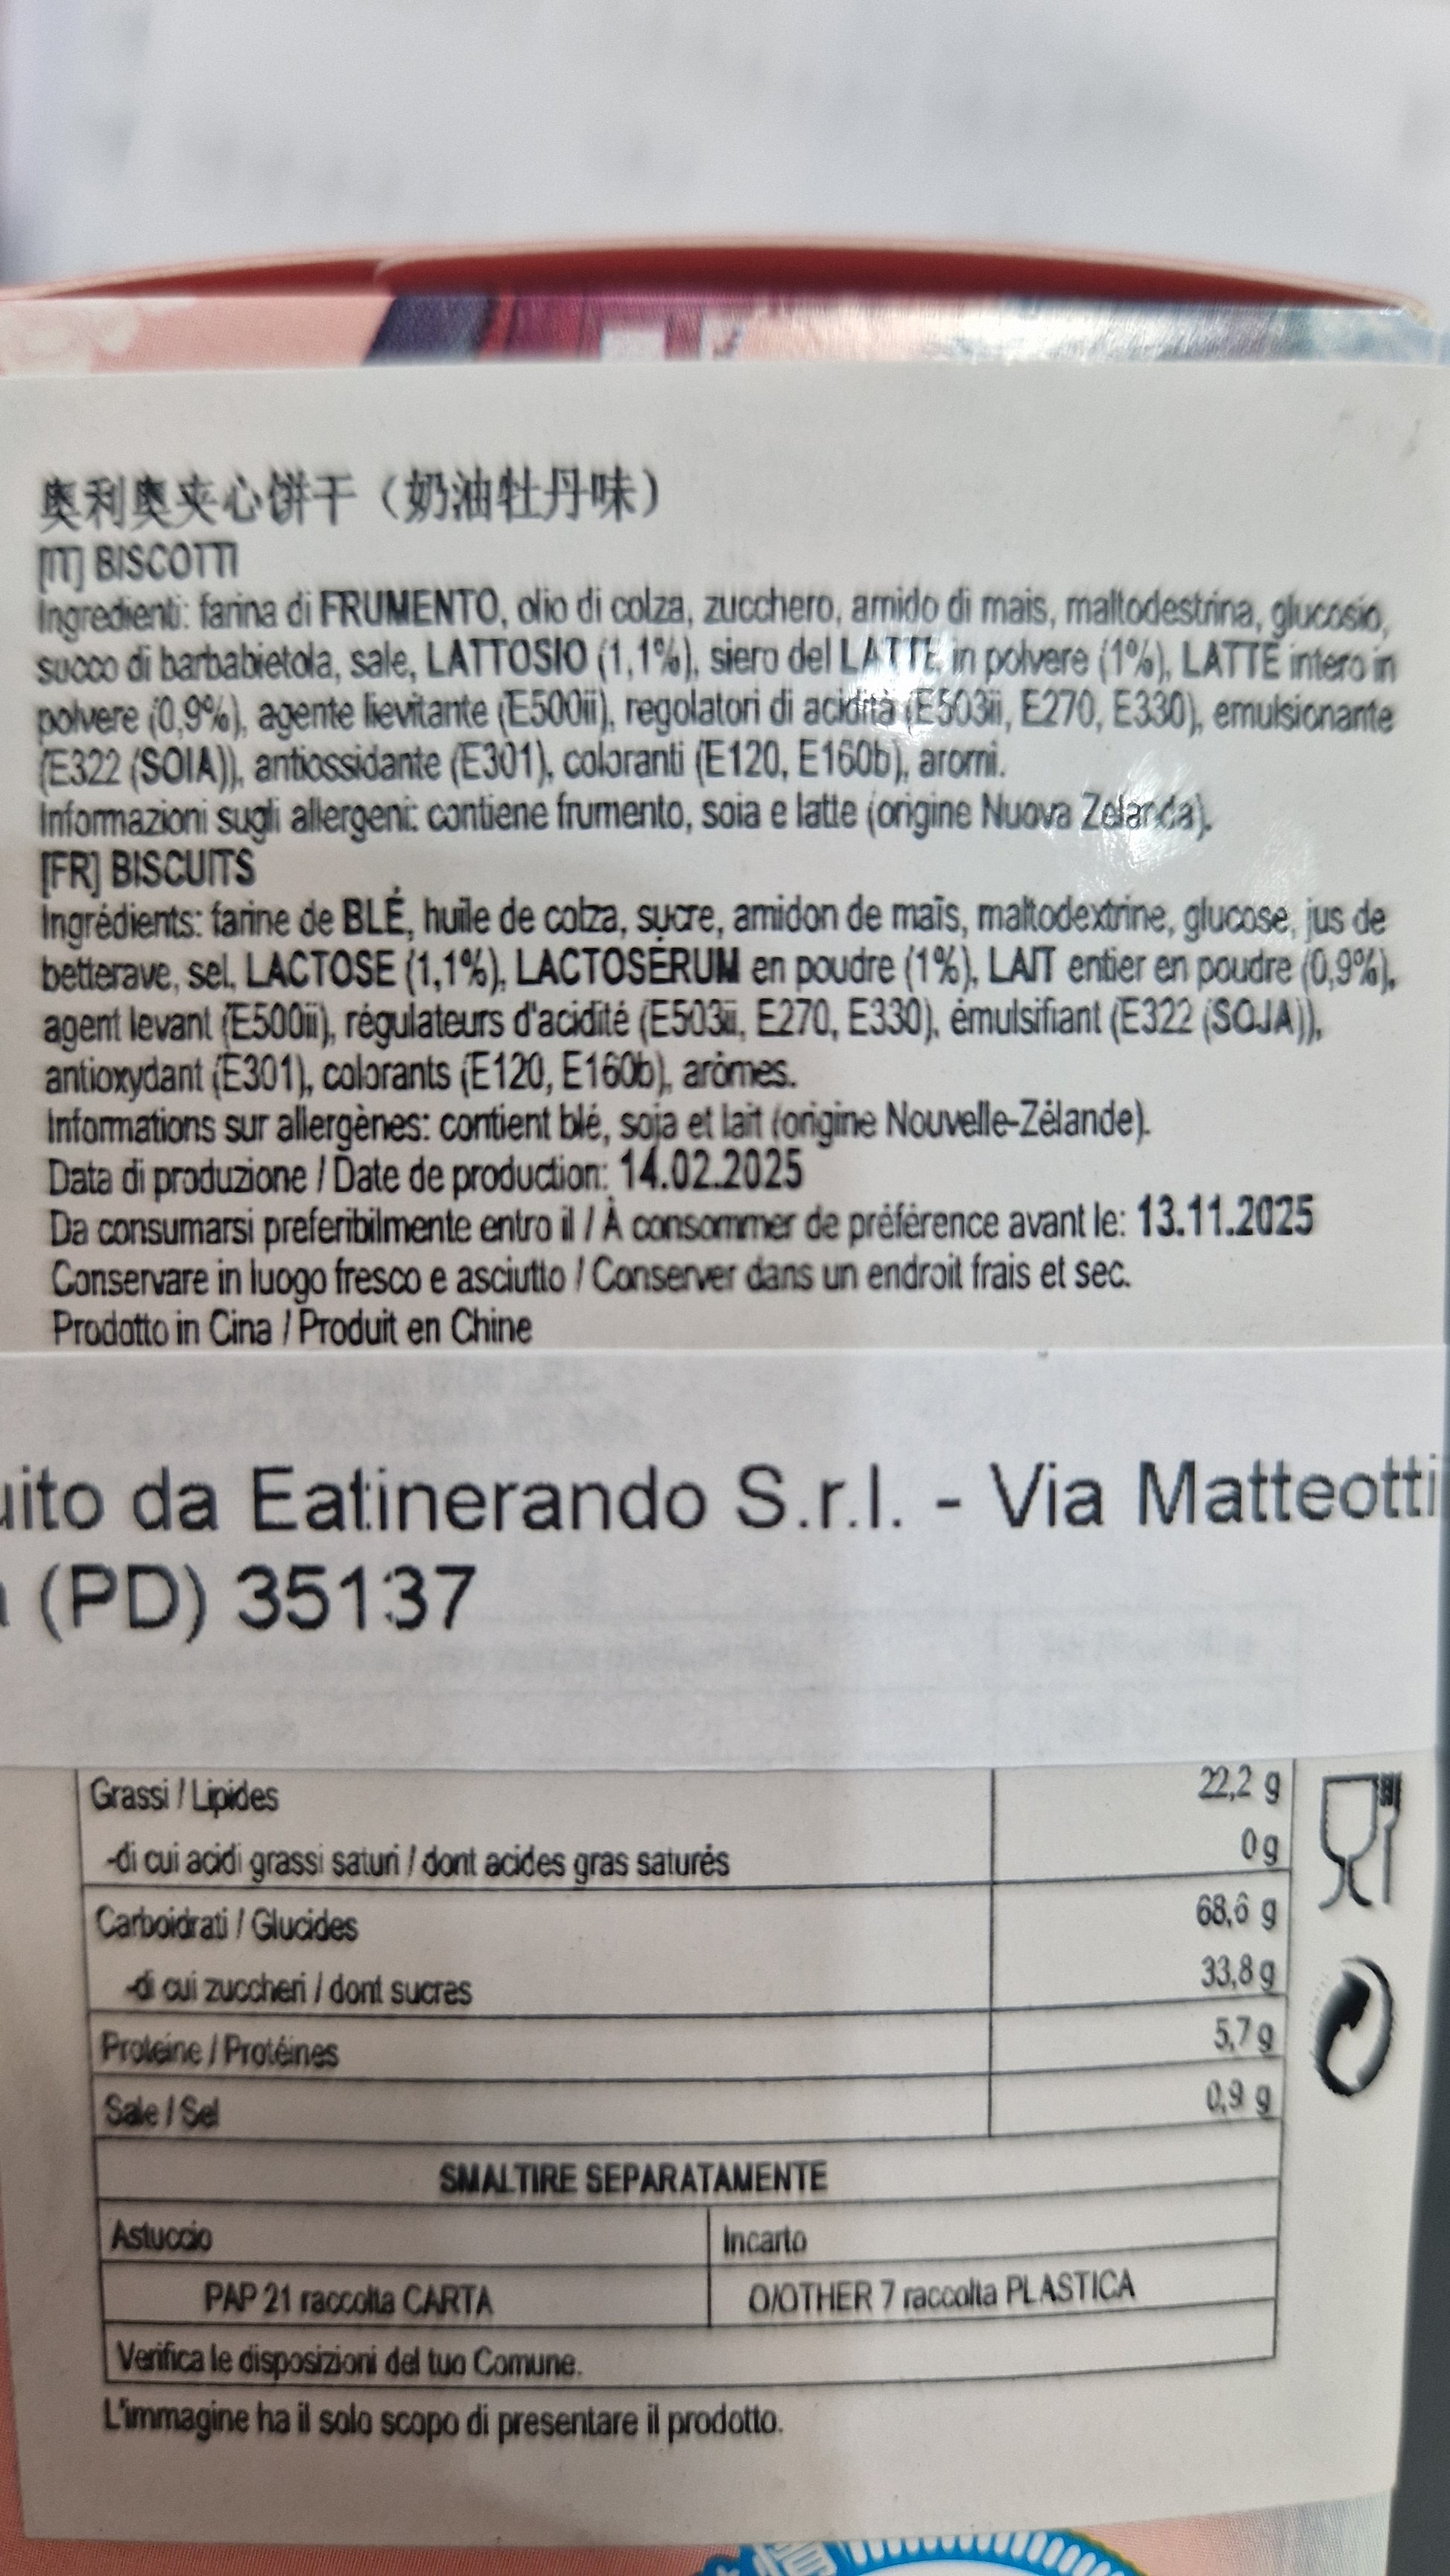 奥利奥夹心饼干（奶油牡丹味）
[IT] BISCOTTI
Ingredienti: farina di FRUMENTO, olio di colza, zucchero, amido di mais, maltodestrina, glucosio,
succo di barbabietola, sale, LATTOSIO (1,1%), siero del LATTE in polvere (1%), LATTE intero in
polvere (0,9%), agente lievitante (E500ii), regolatori di acidità (E503ii, E270, E330), emulsionante
(E322 (SOIA)), antiossidante (E301), coloranti (E120, E160b), aromi.
Informazioni sugli allergeni: contiene frumento, soia e latte (origine Nuova Zelanda).
[FR] BISCUITS
Ingrédients: farine de BLÉ, huile de colza, sucre, amidon de maïs, maltodextrine, glucose, jus de
betterave, sel, LACTOSE (1,1%), LACTOSÉRUM en poudre (1%), LAIT entier en poudre (0,9%),
agent levant (E500ii), régulateurs d'acidité (E503ii, E270, E330), émulsifiant (E322 (SOJA)),
antioxydant (E301), colorants (E120, E160b), arômes.
Informations sur allergènes: contient blé, soja et lait (origine Nouvelle-Zélande).
Data di produzione / Date de production: 14.02.2025
Da consumarsi preferibilmente entro il / À consommer de préférence avant le: 13.11.2025
Conservare in luogo fresco e asciutto / Conserver dans un endroit frais et sec.
Prodotto in Cina / Produit en Chine
uito da Eatinerando S.r.l. - Via Matteotti
(PD) 35137
Grassi / Lipides 22,2 g
-di cui acidi grassi saturi / dont acides gras saturés 0 g
Carboidrati / Glucides 68,6 g
-di cui zuccheri / dont sucres 33,8 g
Proteine / Protéines 5,7 g
Sale / Sel 0,9 g
SMALTIRE SEPARATAMENTE
Astuccio Incarto
PAP 21 raccolta CARTA O/OTHER 7 raccolta PLASTICA
Verifica le disposizioni del tuo Comune.
L'immagine ha il solo scopo di presentare il prodotto.